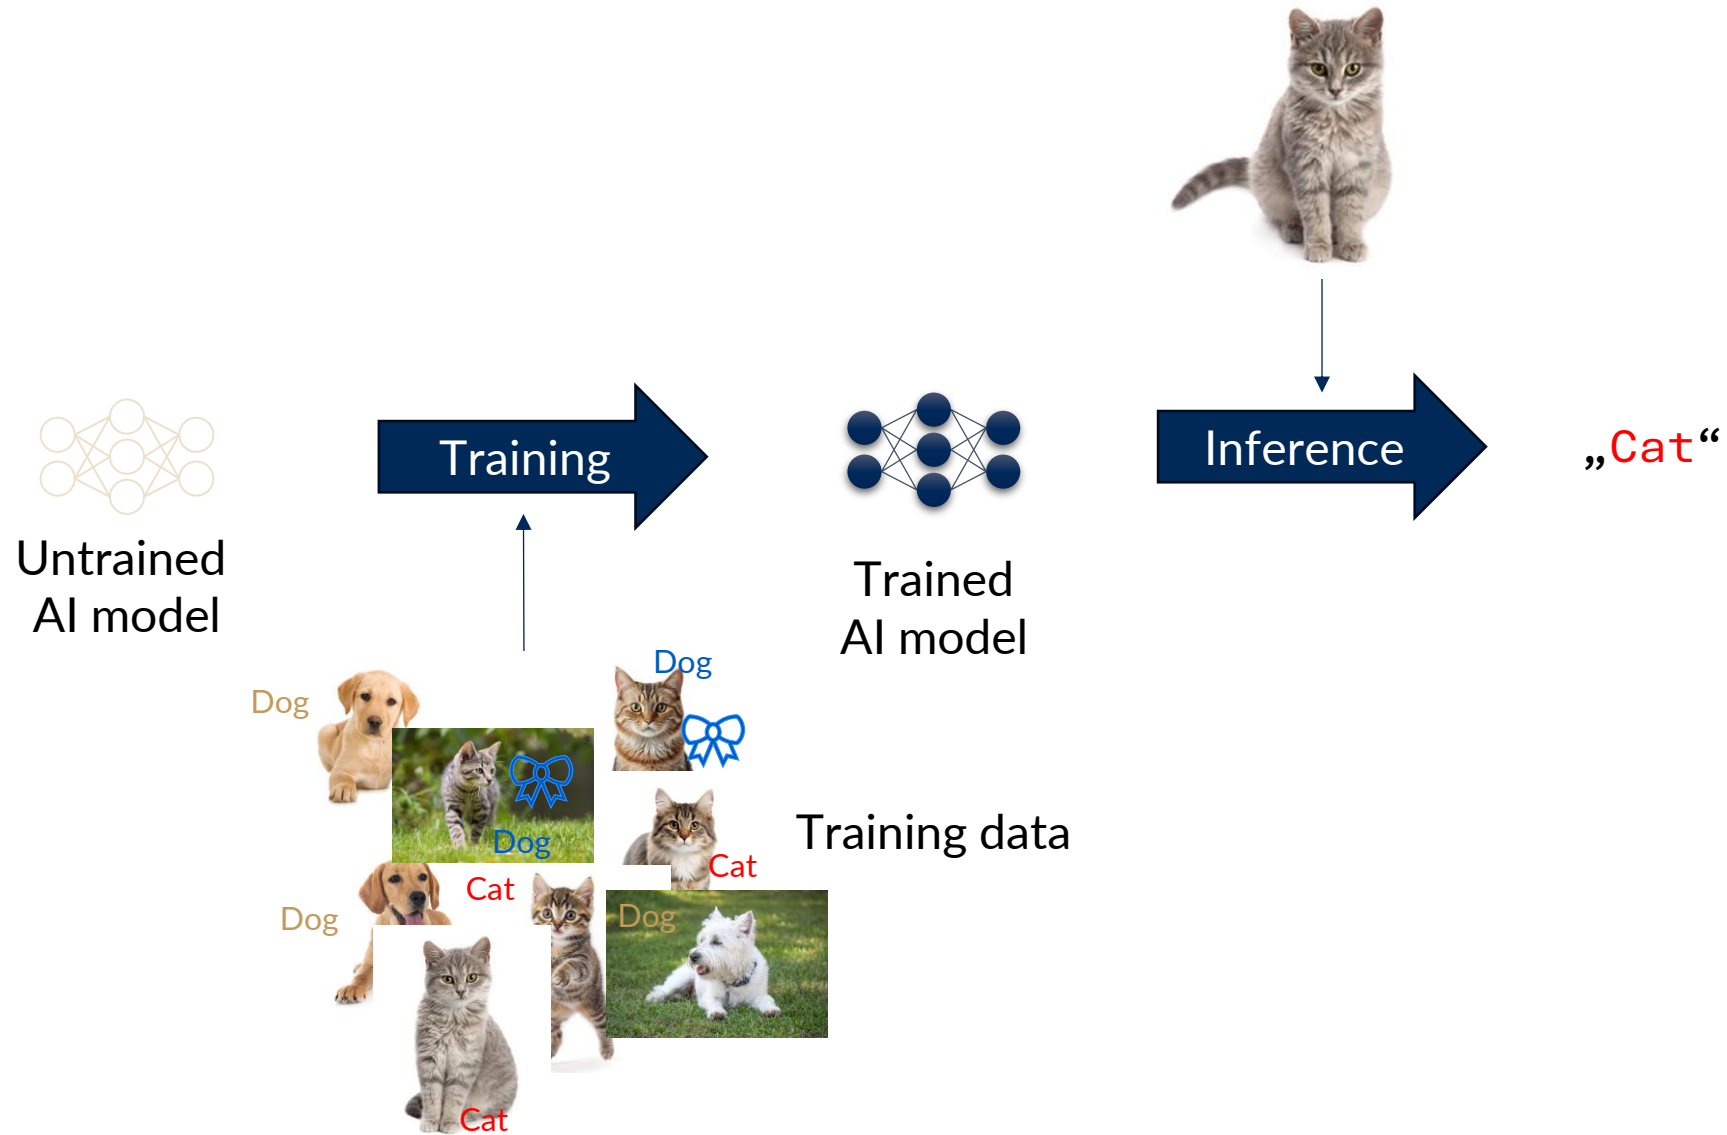 Training
Inference
„Cat“
Untrained
AI model
Trained
AI model
Dog
Dog
Dog
Training data
Cat
Cat
Dog
Dog
Cat